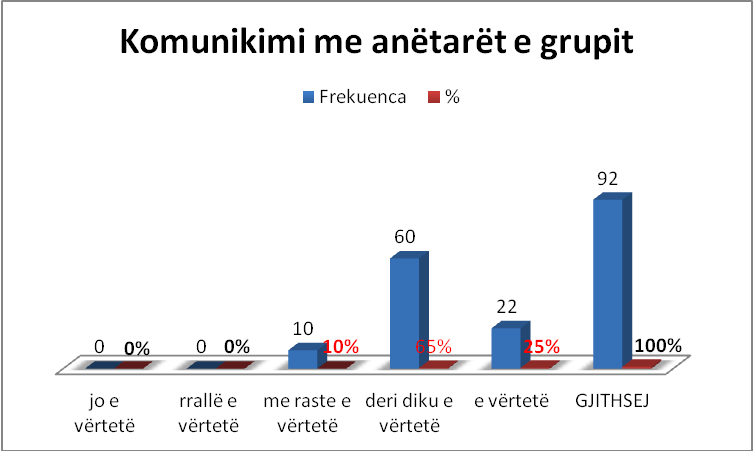 Komunikimi me anëtarët e grupit
Frekuenca %
0 0% 0 0% 10 10% 60 65% 22 25% 92 100%
jo e vërtetë
rrallë e vërtetë
me raste e vërtetë
deri diku e vërtetë
e vërtetë
GJITHSEJ